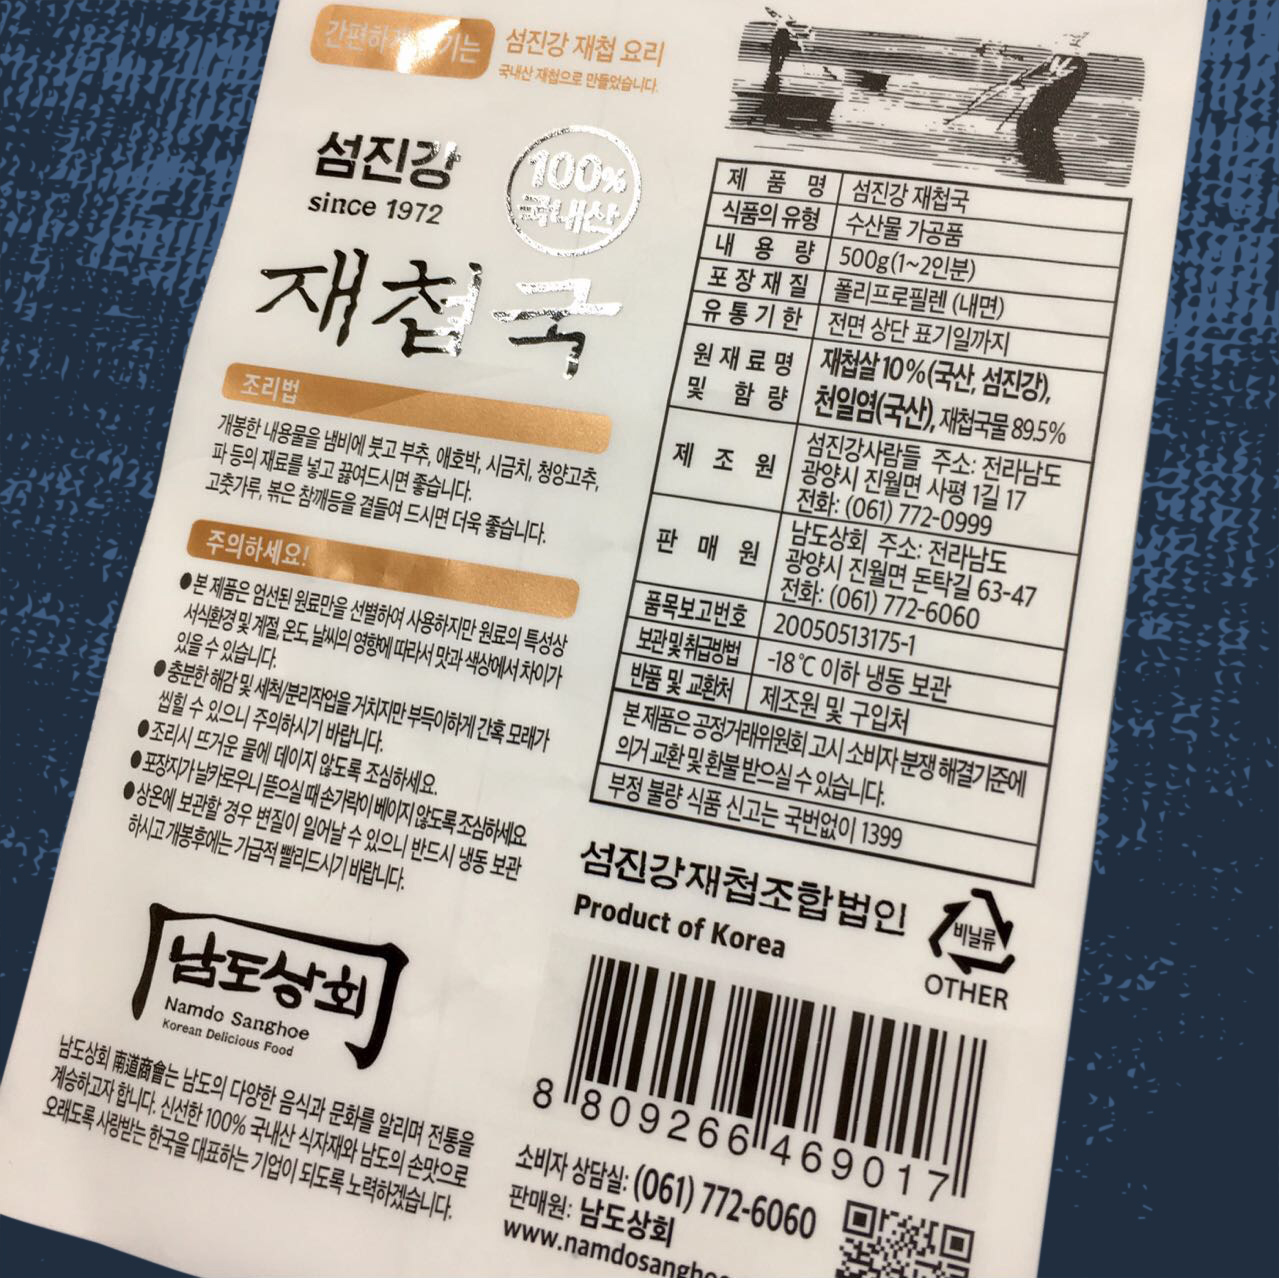 섬진강 재첩 요리
국내산 재첩으로 만들었습니다.
섬진강
since 1972
100%
국내산
재첩국
조리법
개봉한 내용물을 냄비에 붓고 부추, 애호박, 시금치, 청양고추,
파 등의 재료를 넣고 끓여드시면 좋습니다.
고춧가루, 볶은 참깨등을 곁들여 드시면 더욱 좋습니다.
주의하세요!
●본 제품은 엄선된 원료만을 선별하여 사용하지만 원료의 특성상
서식환경 및 계절, 온도, 날씨의 영향에 따라서 맛과 색상에서 차이가
있을 수 있습니다.
●충분한 해감 및 세척/분리작업을 거치지만 부득이하게 간혹 모래가
씹힐 수 있으니 주의하시기 바랍니다.
●조리시 뜨거운 물에 데이지 않도록 조심하세요.
●포장지가 날카로우니 뜯으실 때 손가락이 베이지 않도록 조심하세요
●상온에 보관할 경우 변질이 일어날 수 있으니 반드시 냉동 보관
하시고 개봉후에는 가급적 빨리드시기 바랍니다.
남도상회
Namdo Sanghoe
Korean Delicious Food
남도상회 南道商會는 남도의 다양한 음식과 문화를 알리며 전통을
계승하고자 합니다. 신선한 100% 국내산 식자재와 남도의 손맛으로
오래도록 사랑받는 한국을 대표하는 기업이 되도록 노력하겠습니다.
제 품 명 섬진강 재첩국
식품의 유형 수산물 가공품
내 용 량 500g(1~2인분)
포장재질 폴리프로필렌 (내면)
유통기한 전면 상단 표기일까지
원재료명 재첩살 10%(국산, 섬진강),
및 함량 천일염(국산), 재첩국물 89.5%
제 조 원 섬진강사람들 주소: 전라남도
광양시 진월면 사평 1길 17
전화: (061) 772-0999
판 매 원 남도상회 주소: 전라남도
광양시 진월면 돈탁길 63-47
전화: (061) 772-6060
품목보고번호 20050513175-1
보관 및 취급방법 -18℃ 이하 냉동 보관
반품 및 교환처 제조원 및 구입처
본 제품은 공정거래위원회 고시 소비자 분쟁 해결기준에
의거 교환 및 환불 받으실 수 있습니다.
부정 불량 식품 신고는 국번없이 1399
섬진강재첩조합법인
Product of Korea
비닐류
OTHER
8 809266 469017
소비자 상담실: (061) 772-6060
판매원: 남도상회